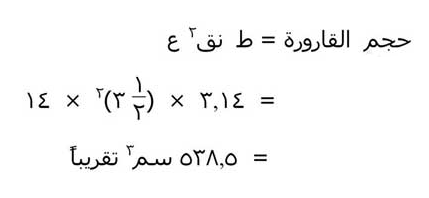 حجم القارورة = ط نق٢ ع
= ٣,١٤ × (٣ ١/٢)٢ × ١٤
= ٥٣٨,٥ سم٣ تقريباً